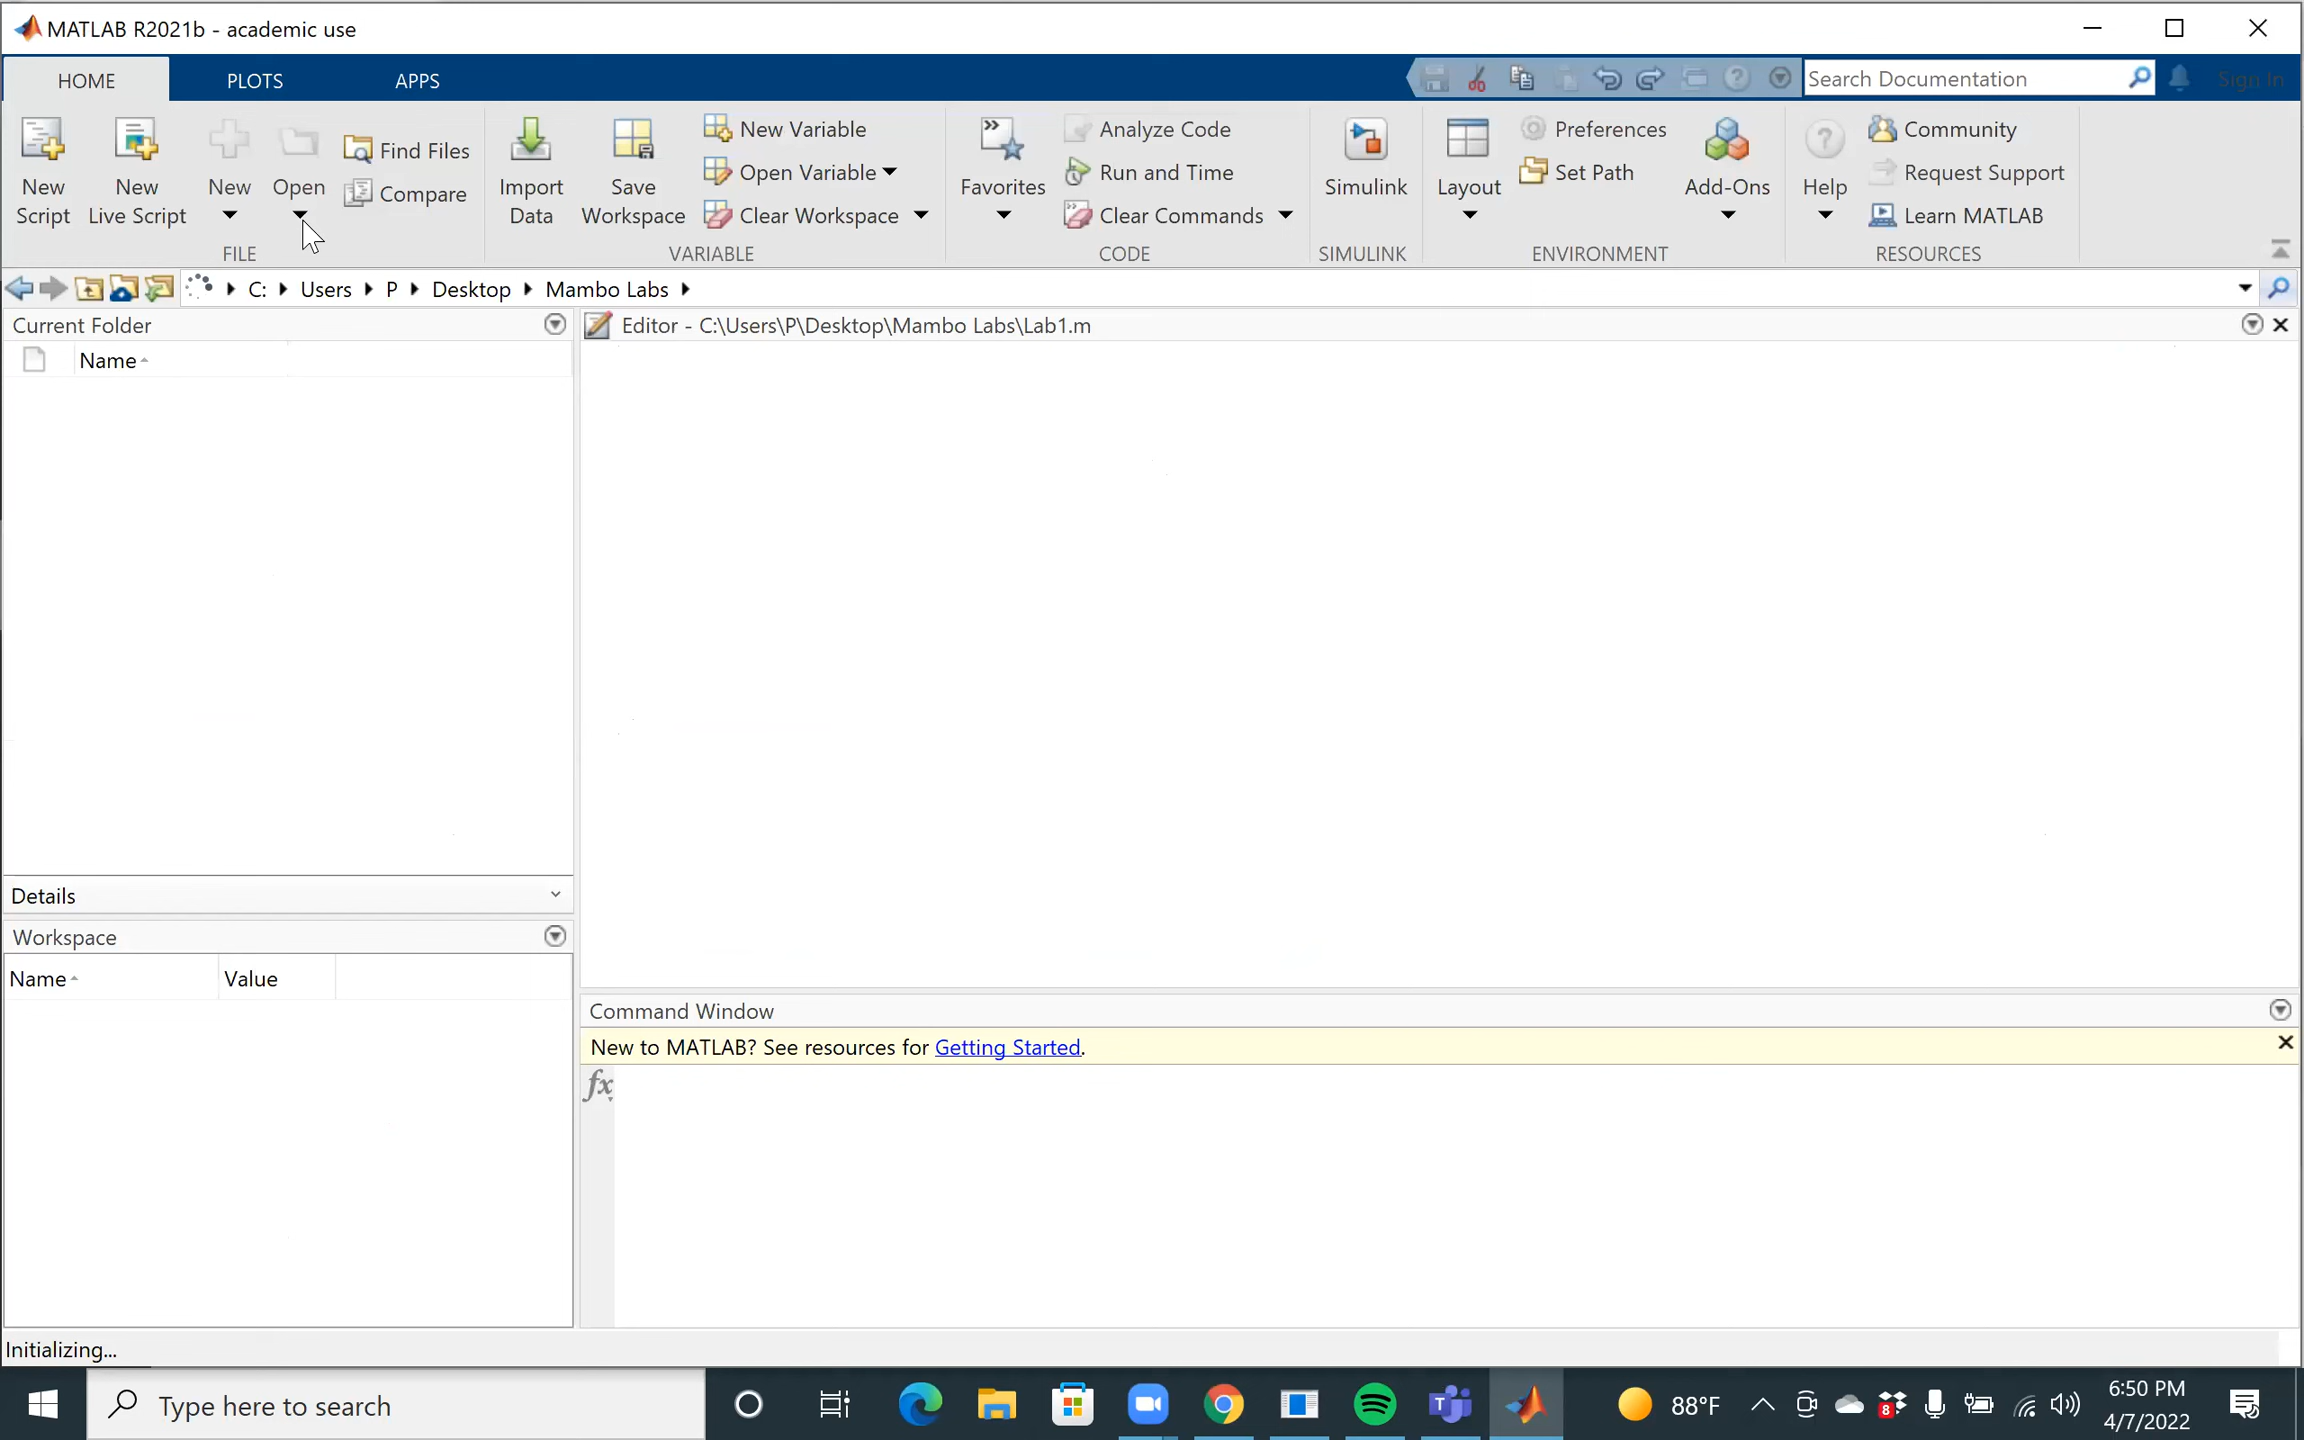 MATLAB R2021b - academic use
HOME PLOTS APPS
Search Documentation Sign In
New Script
New Live Script
New
Open
Find Files
Compare
FILE
Import Data
Save Workspace
New Variable
Open Variable
Clear Workspace
VARIABLE
Favorites
Analyze Code
Run and Time
Clear Commands
CODE
Simulink
SIMULINK
Layout
Preferences
Set Path
Add-Ons
ENVIRONMENT
Help
Community
Request Support
Learn MATLAB
RESOURCES
C: Users P Desktop Mambo Labs
Current Folder
Name
Editor - C:\Users\P\Desktop\Mambo Labs\Lab1.m
Details
Workspace
Name Value
Command Window
New to MATLAB? See resources for Getting Started.
fx
Initializing...
Type here to search
88°F
8
6:50 PM
4/7/2022